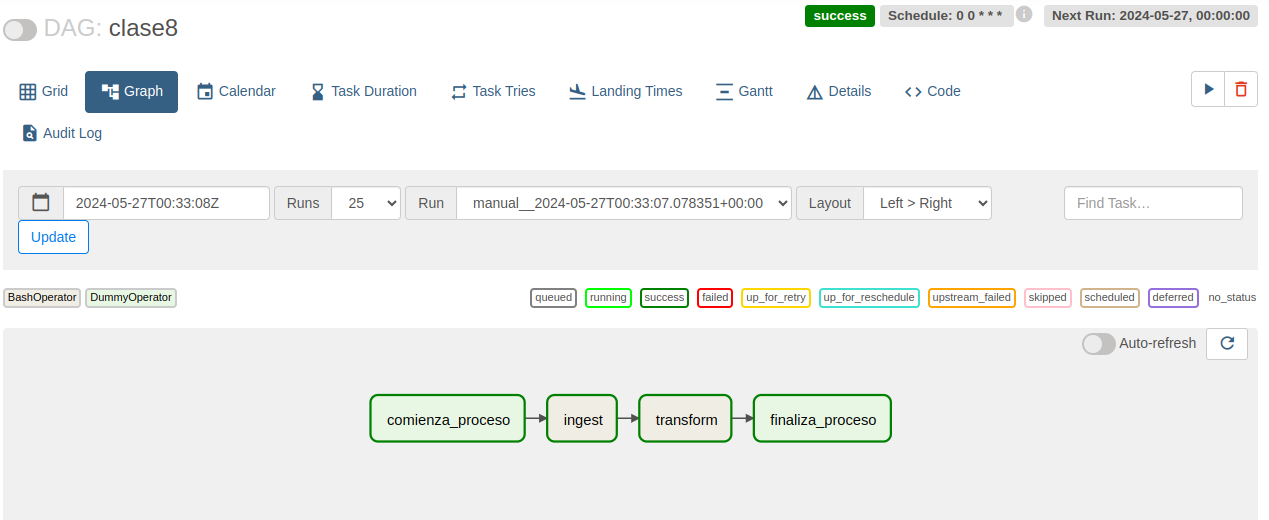 DAG: clase8
success
Schedule: 0 0 * * *
Next Run: 2024-05-27, 00:00:00
Grid
Graph
Calendar
Task Duration
Task Tries
Landing Times
Gantt
Details
Code
Audit Log
2024-05-27T00:33:08Z
Runs
25
Run
manual__2024-05-27T00:33:07.078351+00:00
Layout
Left > Right
Find Task...
Update
BashOperator
DummyOperator
queued
running
success
failed
up_for_retry
up_for_reschedule
upstream_failed
skipped
scheduled
deferred
no_status
Auto-refresh
comienza_proceso
ingest
transform
finaliza_proceso